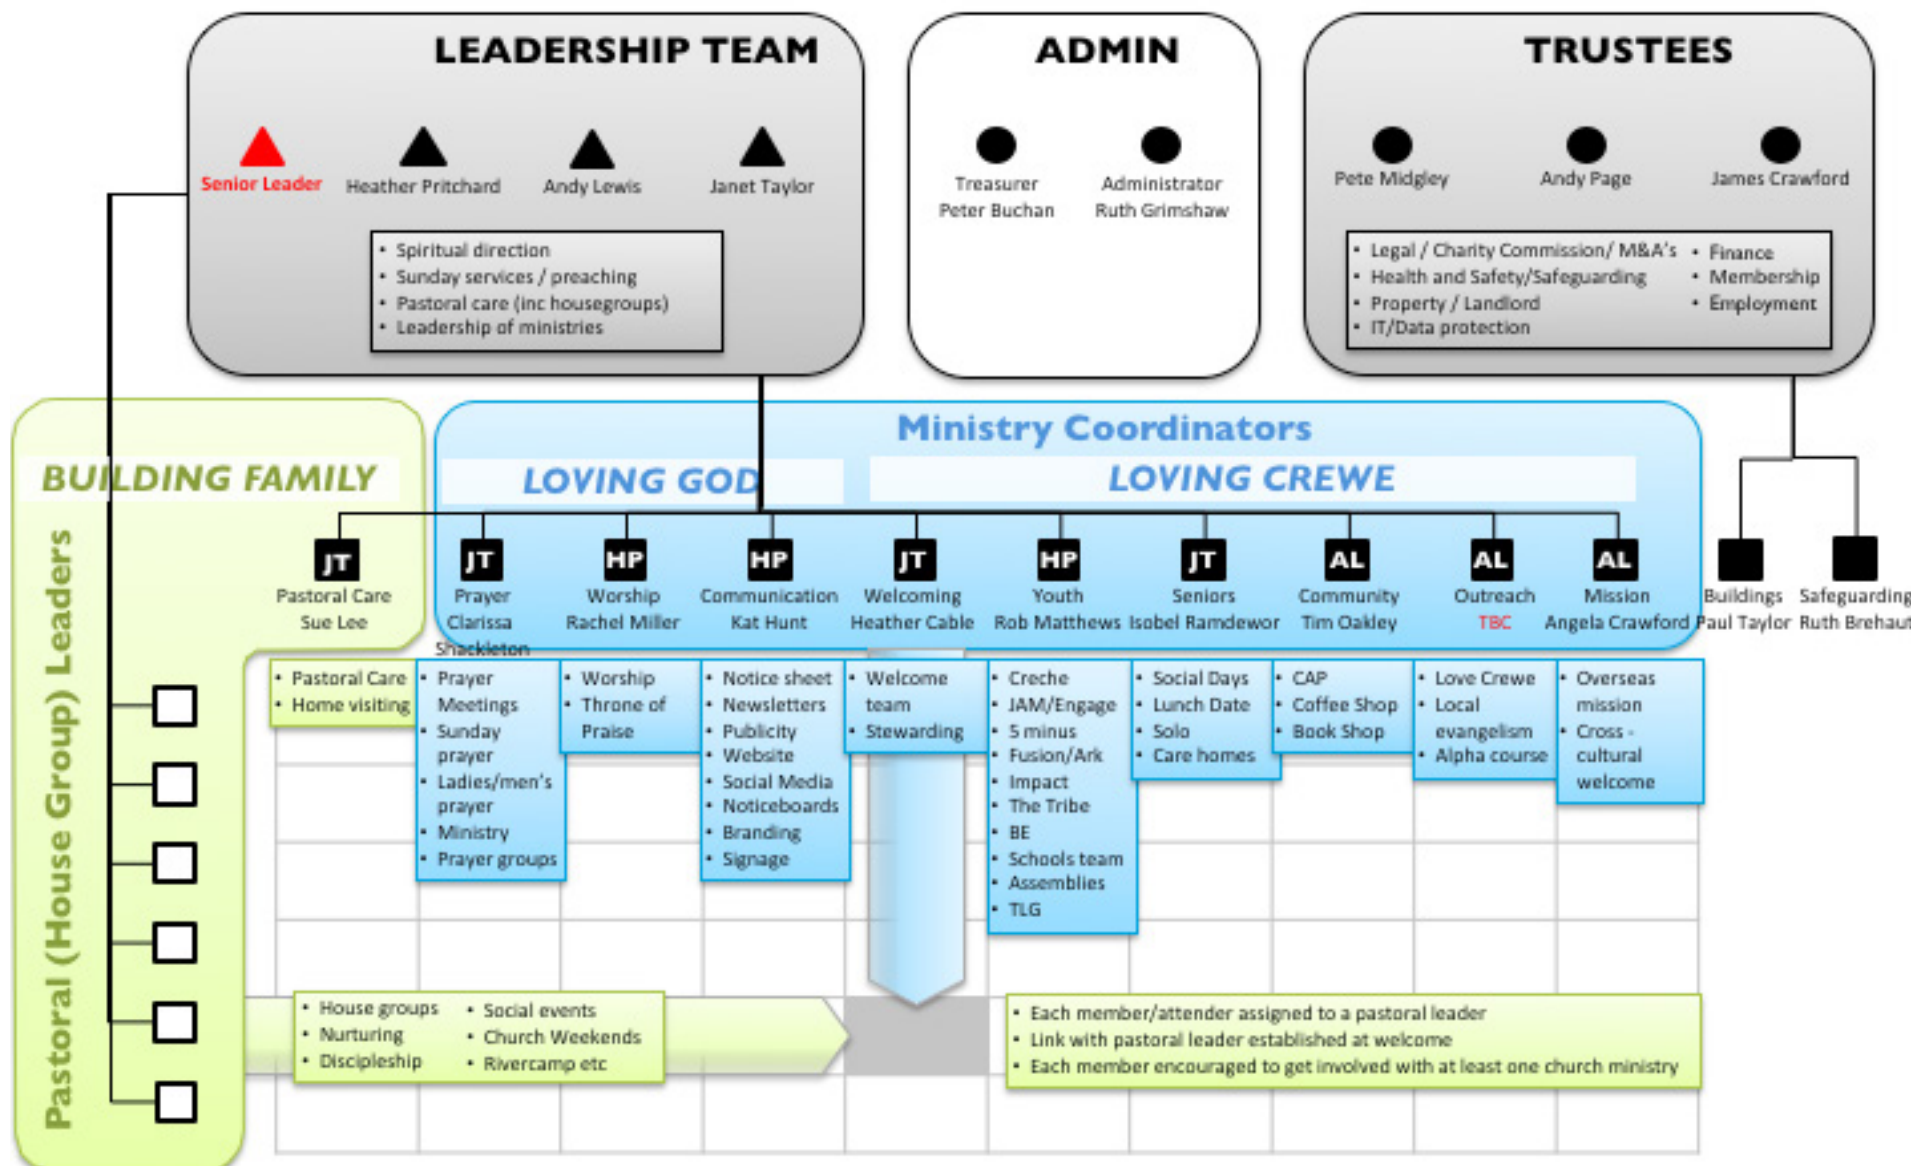 LEADERSHIP TEAM
Senior Leader
Heather Pritchard
Andy Lewis
Janet Taylor
• Spiritual direction
• Sunday services / preaching
• Pastoral care (inc housegroups)
• Leadership of ministries
ADMIN
Treasurer
Peter Buchan
Administrator
Ruth Grimshaw
TRUSTEES
Pete Midgley
Andy Page
James Crawford
• Legal / Charity Commission/ M&A's
• Health and Safety/Safeguarding
• Property / Landlord
• IT/Data protection
• Finance
• Membership
• Employment
BUILDING FAMILY
Pastoral (House Group) Leaders
Ministry Coordinators
LOVING GOD
LOVING CREWE
JT
Pastoral Care
Sue Lee
JT
Prayer
Clarissa
Shackleton
HP
Worship
Rachel Miller
HP
Communication
Kat Hunt
JT
Welcoming
Heather Cable
HP
Youth
Rob Matthews
JT
Seniors
Isobel Ramdewor
AL
Community
Tim Oakley
AL
Outreach
TBC
AL
Mission
Angela Crawford
Buildings
Paul Taylor
Safeguarding
Ruth Brehaut
• Pastoral Care
• Home visiting
• Prayer
Meetings
• Sunday
prayer
• Ladies/men's
prayer
• Ministry
• Prayer groups
• Worship
• Throne of
Praise
• Notice sheet
• Newsletters
• Publicity
• Website
• Social Media
• Noticeboards
• Branding
• Signage
• Welcome
team
• Stewarding
• Creche
• JAM/Engage
• 5 minus
• Fusion/Ark
• Impact
• The Tribe
• BE
• Schools team
• Assemblies
• TLG
• Social Days
• Lunch Date
• Solo
• Care homes
• CAP
• Coffee Shop
• Book Shop
• Love Crewe
• Local
evangelism
• Alpha course
• Overseas
mission
• Cross -
cultural
welcome
• House groups
• Nurturing
• Discipleship
• Social events
• Church Weekends
• Rivercamp etc
• Each member/attender assigned to a pastoral leader
• Link with pastoral leader established at welcome
• Each member encouraged to get involved with at least one church ministry